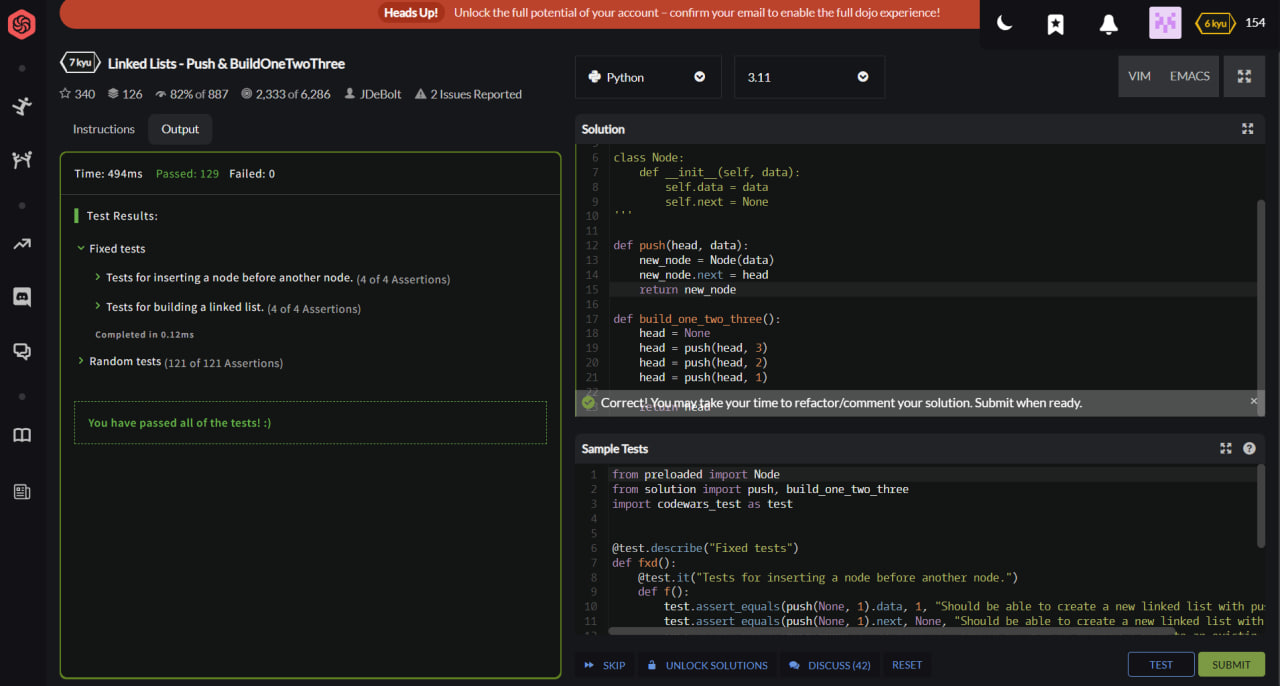 Heads Up! Unlock the full potential of your account – confirm your email to enable the full dojo experience!
6 kyu 154
7 kyu Linked Lists - Push & BuildOneTwoThree
340 126 82% of 887 2,333 of 6,286 JDeBolt 2 Issues Reported
Instructions Output
Time: 494ms Passed: 129 Failed: 0
Test Results:
Fixed tests
Tests for inserting a node before another node. (4 of 4 Assertions)
Tests for building a linked list. (4 of 4 Assertions)
Completed in 0.12ms
Random tests (121 of 121 Assertions)
You have passed all of the tests! :)
Python 3.11 VIM EMACS
Solution
6 class Node:
7     def __init__(self, data):
8         self.data = data
9         self.next = None
10 '''
11
12 def push(head, data):
13     new_node = Node(data)
14     new_node.next = head
15     return new_node
16
17 def build_one_two_three():
18     head = None
19     head = push(head, 3)
20     head = push(head, 2)
21     head = push(head, 1)
22
23     return head
Correct! You may take your time to refactor/comment your solution. Submit when ready. ×
Sample Tests
1 from preloaded import Node
2 from solution import push, build_one_two_three
3 import codewars_test as test
4
5
6 @test.describe("Fixed tests")
7 def fxd():
8     @test.it("Tests for inserting a node before another node.")
9     def f():
10         test.assert_equals(push(None, 1).data, 1, "Should be able to create a new linked list with pu
11         test.assert_equals(push(None, 1).next, None, "Should be able to create a new linked list with
SKIP UNLOCK SOLUTIONS DISCUSS (42) RESET TEST SUBMIT